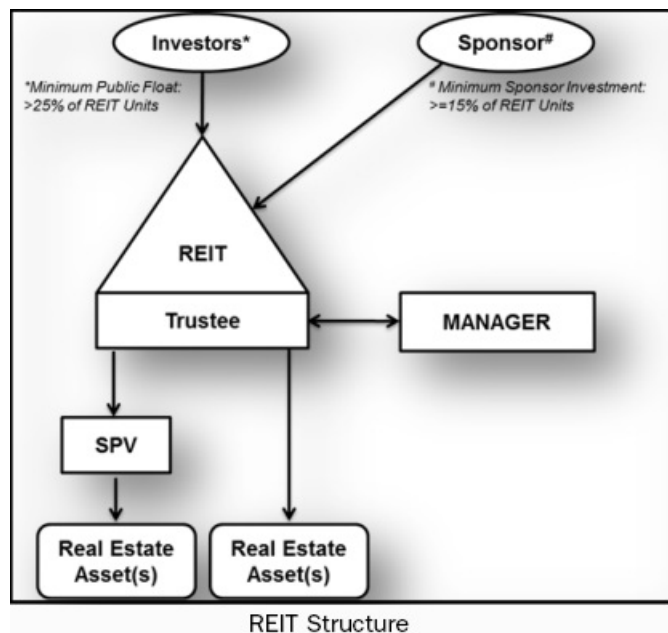 Investors*
Sponsor#
*Minimum Public Float:
>25% of REIT Units
# Minimum Sponsor Investment:
>=15% of REIT Units
REIT
Trustee
MANAGER
SPV
Real Estate
Asset(s)
Real Estate
Asset(s)
REIT Structure